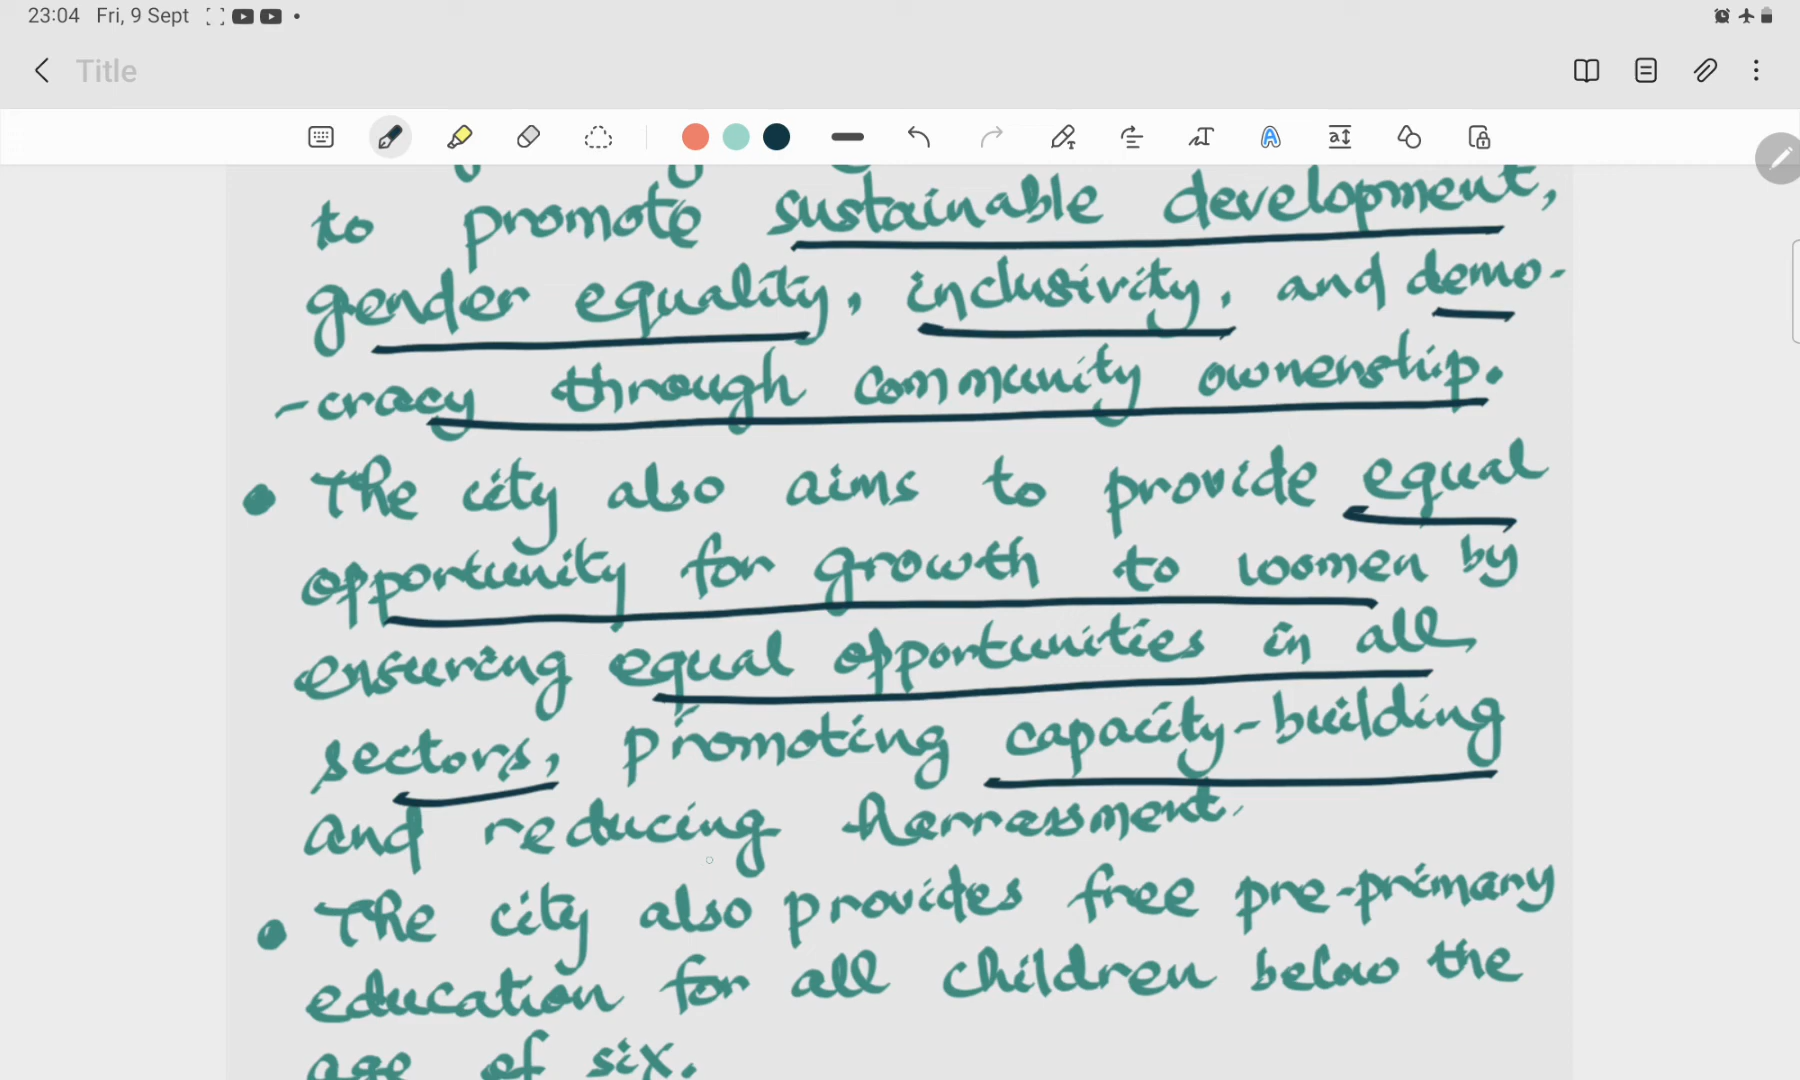 23:04 Fri, 9 Sept
Title
to promote sustainable development,
gender equality, inclusivity, and demo-
-cracy through community ownership.
• The city also aims to provide equal
opportunity for growth to women by
ensuring equal opportunities in all
sectors, promoting capacity-building
and reducing harrassment.
• The city also provides free pre-primary
education for all children below the
age of six.